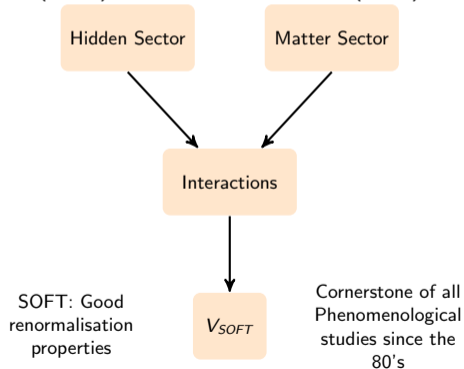 Hidden Sector
Matter Sector
Interactions
SOFT: Good
renormalisation
properties
V_SOFT
Cornerstone of all
Phenomenological
studies since the
80's